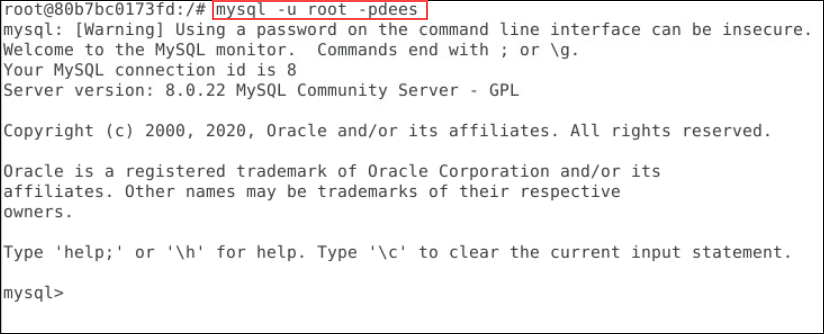 root@80b7bc0173fd:/# mysql -u root -pdees
mysql: [Warning] Using a password on the command line interface can be insecure.
Welcome to the MySQL monitor.  Commands end with ; or \g.
Your MySQL connection id is 8
Server version: 8.0.22 MySQL Community Server - GPL

Copyright (c) 2000, 2020, Oracle and/or its affiliates. All rights reserved.

Oracle is a registered trademark of Oracle Corporation and/or its
affiliates. Other names may be trademarks of their respective
owners.

Type 'help;' or '\h' for help. Type '\c' to clear the current input statement.

mysql>